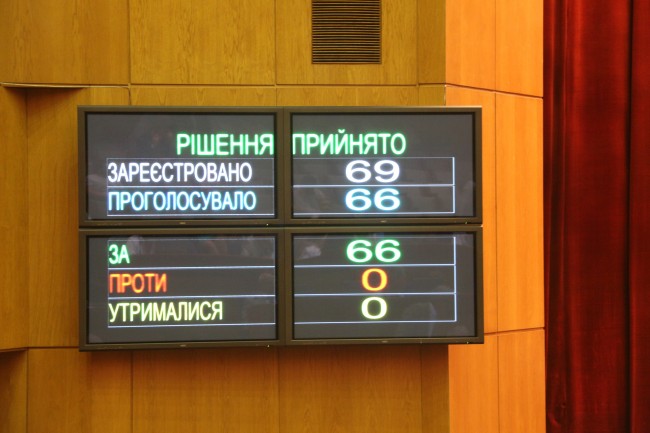 РІШЕННЯ ПРИЙНЯТО
ЗАРЕЄСТРОВАНО 69
ПРОГОЛОСУВАЛО 66
ЗА 66
ПРОТИ 0
УТРИМАЛИСЯ 0